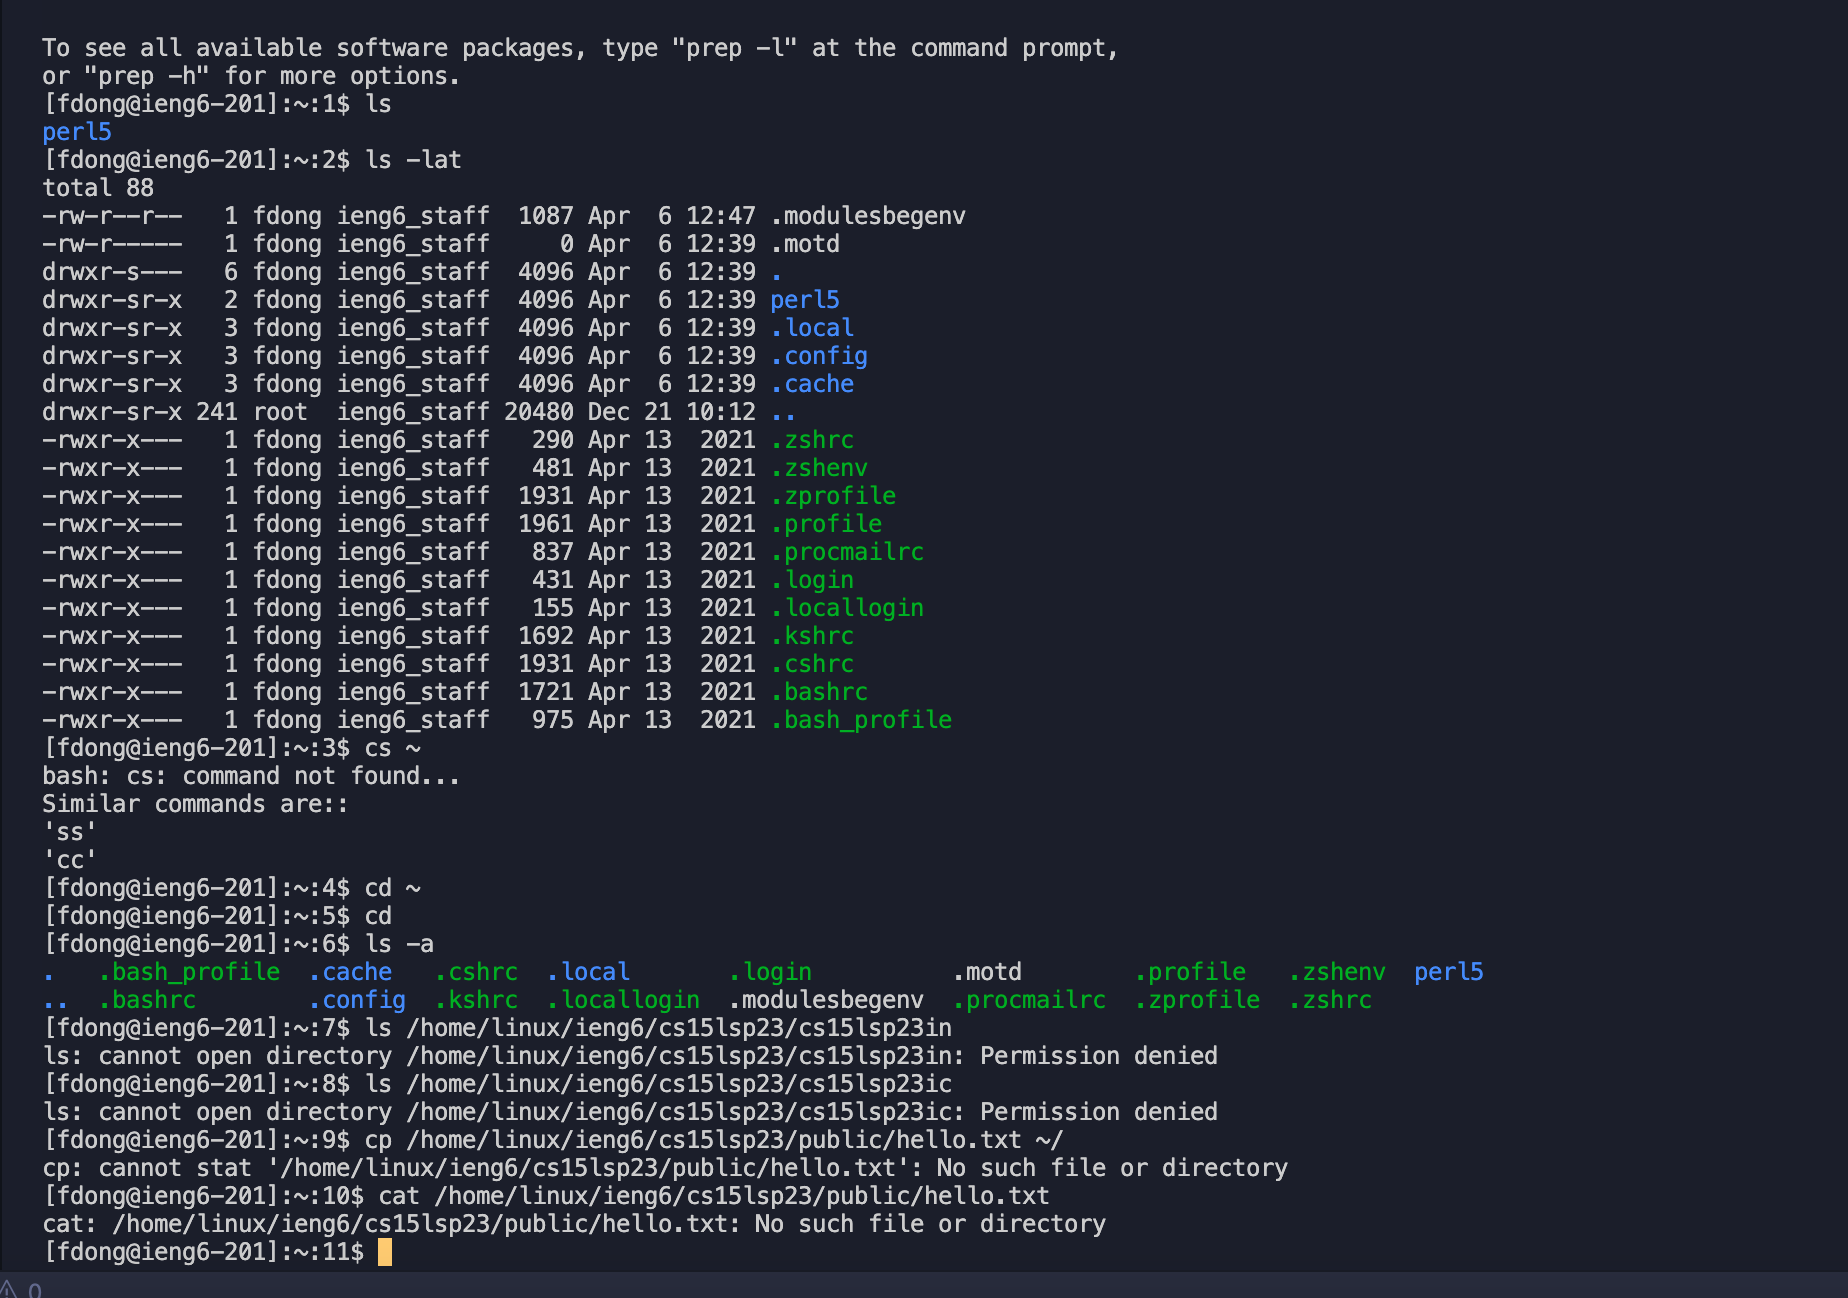 To see all available software packages, type "prep -l" at the command prompt,
or "prep -h" for more options.
[fdong@ieng6-201]:~:1$ ls
perl5
[fdong@ieng6-201]:~:2$ ls -lat
total 88
-rw-r--r--   1 fdong ieng6_staff  1087 Apr  6 12:47 .modulesbegenv
-rw-r-----   1 fdong ieng6_staff     0 Apr  6 12:39 .motd
drwxr-s---   6 fdong ieng6_staff  4096 Apr  6 12:39 .
drwxr-sr-x   2 fdong ieng6_staff  4096 Apr  6 12:39 perl5
drwxr-sr-x   3 fdong ieng6_staff  4096 Apr  6 12:39 .local
drwxr-sr-x   3 fdong ieng6_staff  4096 Apr  6 12:39 .config
drwxr-sr-x   3 fdong ieng6_staff  4096 Apr  6 12:39 .cache
drwxr-sr-x 241 root  ieng6_staff 20480 Dec 21 10:12 ..
-rwxr-x---   1 fdong ieng6_staff   290 Apr 13  2021 .zshrc
-rwxr-x---   1 fdong ieng6_staff   481 Apr 13  2021 .zshenv
-rwxr-x---   1 fdong ieng6_staff  1931 Apr 13  2021 .zprofile
-rwxr-x---   1 fdong ieng6_staff  1961 Apr 13  2021 .profile
-rwxr-x---   1 fdong ieng6_staff   837 Apr 13  2021 .procmailrc
-rwxr-x---   1 fdong ieng6_staff   431 Apr 13  2021 .login
-rwxr-x---   1 fdong ieng6_staff   155 Apr 13  2021 .locallogin
-rwxr-x---   1 fdong ieng6_staff  1692 Apr 13  2021 .kshrc
-rwxr-x---   1 fdong ieng6_staff  1931 Apr 13  2021 .cshrc
-rwxr-x---   1 fdong ieng6_staff  1721 Apr 13  2021 .bashrc
-rwxr-x---   1 fdong ieng6_staff   975 Apr 13  2021 .bash_profile
[fdong@ieng6-201]:~:3$ cs ~
bash: cs: command not found...
Similar commands are::
'ss'
'cc'
[fdong@ieng6-201]:~:4$ cd ~
[fdong@ieng6-201]:~:5$ cd
[fdong@ieng6-201]:~:6$ ls -a
.   .bash_profile  .cache   .cshrc  .local       .login          .motd        .profile   .zshenv  perl5
..  .bashrc        .config  .kshrc  .locallogin  .modulesbegenv  .procmailrc  .zprofile  .zshrc
[fdong@ieng6-201]:~:7$ ls /home/linux/ieng6/cs15lsp23/cs15lsp23in
ls: cannot open directory /home/linux/ieng6/cs15lsp23/cs15lsp23in: Permission denied
[fdong@ieng6-201]:~:8$ ls /home/linux/ieng6/cs15lsp23/cs15lsp23ic
ls: cannot open directory /home/linux/ieng6/cs15lsp23/cs15lsp23ic: Permission denied
[fdong@ieng6-201]:~:9$ cp /home/linux/ieng6/cs15lsp23/public/hello.txt ~/
cp: cannot stat '/home/linux/ieng6/cs15lsp23/public/hello.txt': No such file or directory
[fdong@ieng6-201]:~:10$ cat /home/linux/ieng6/cs15lsp23/public/hello.txt
cat: /home/linux/ieng6/cs15lsp23/public/hello.txt: No such file or directory
[fdong@ieng6-201]:~:11$
0